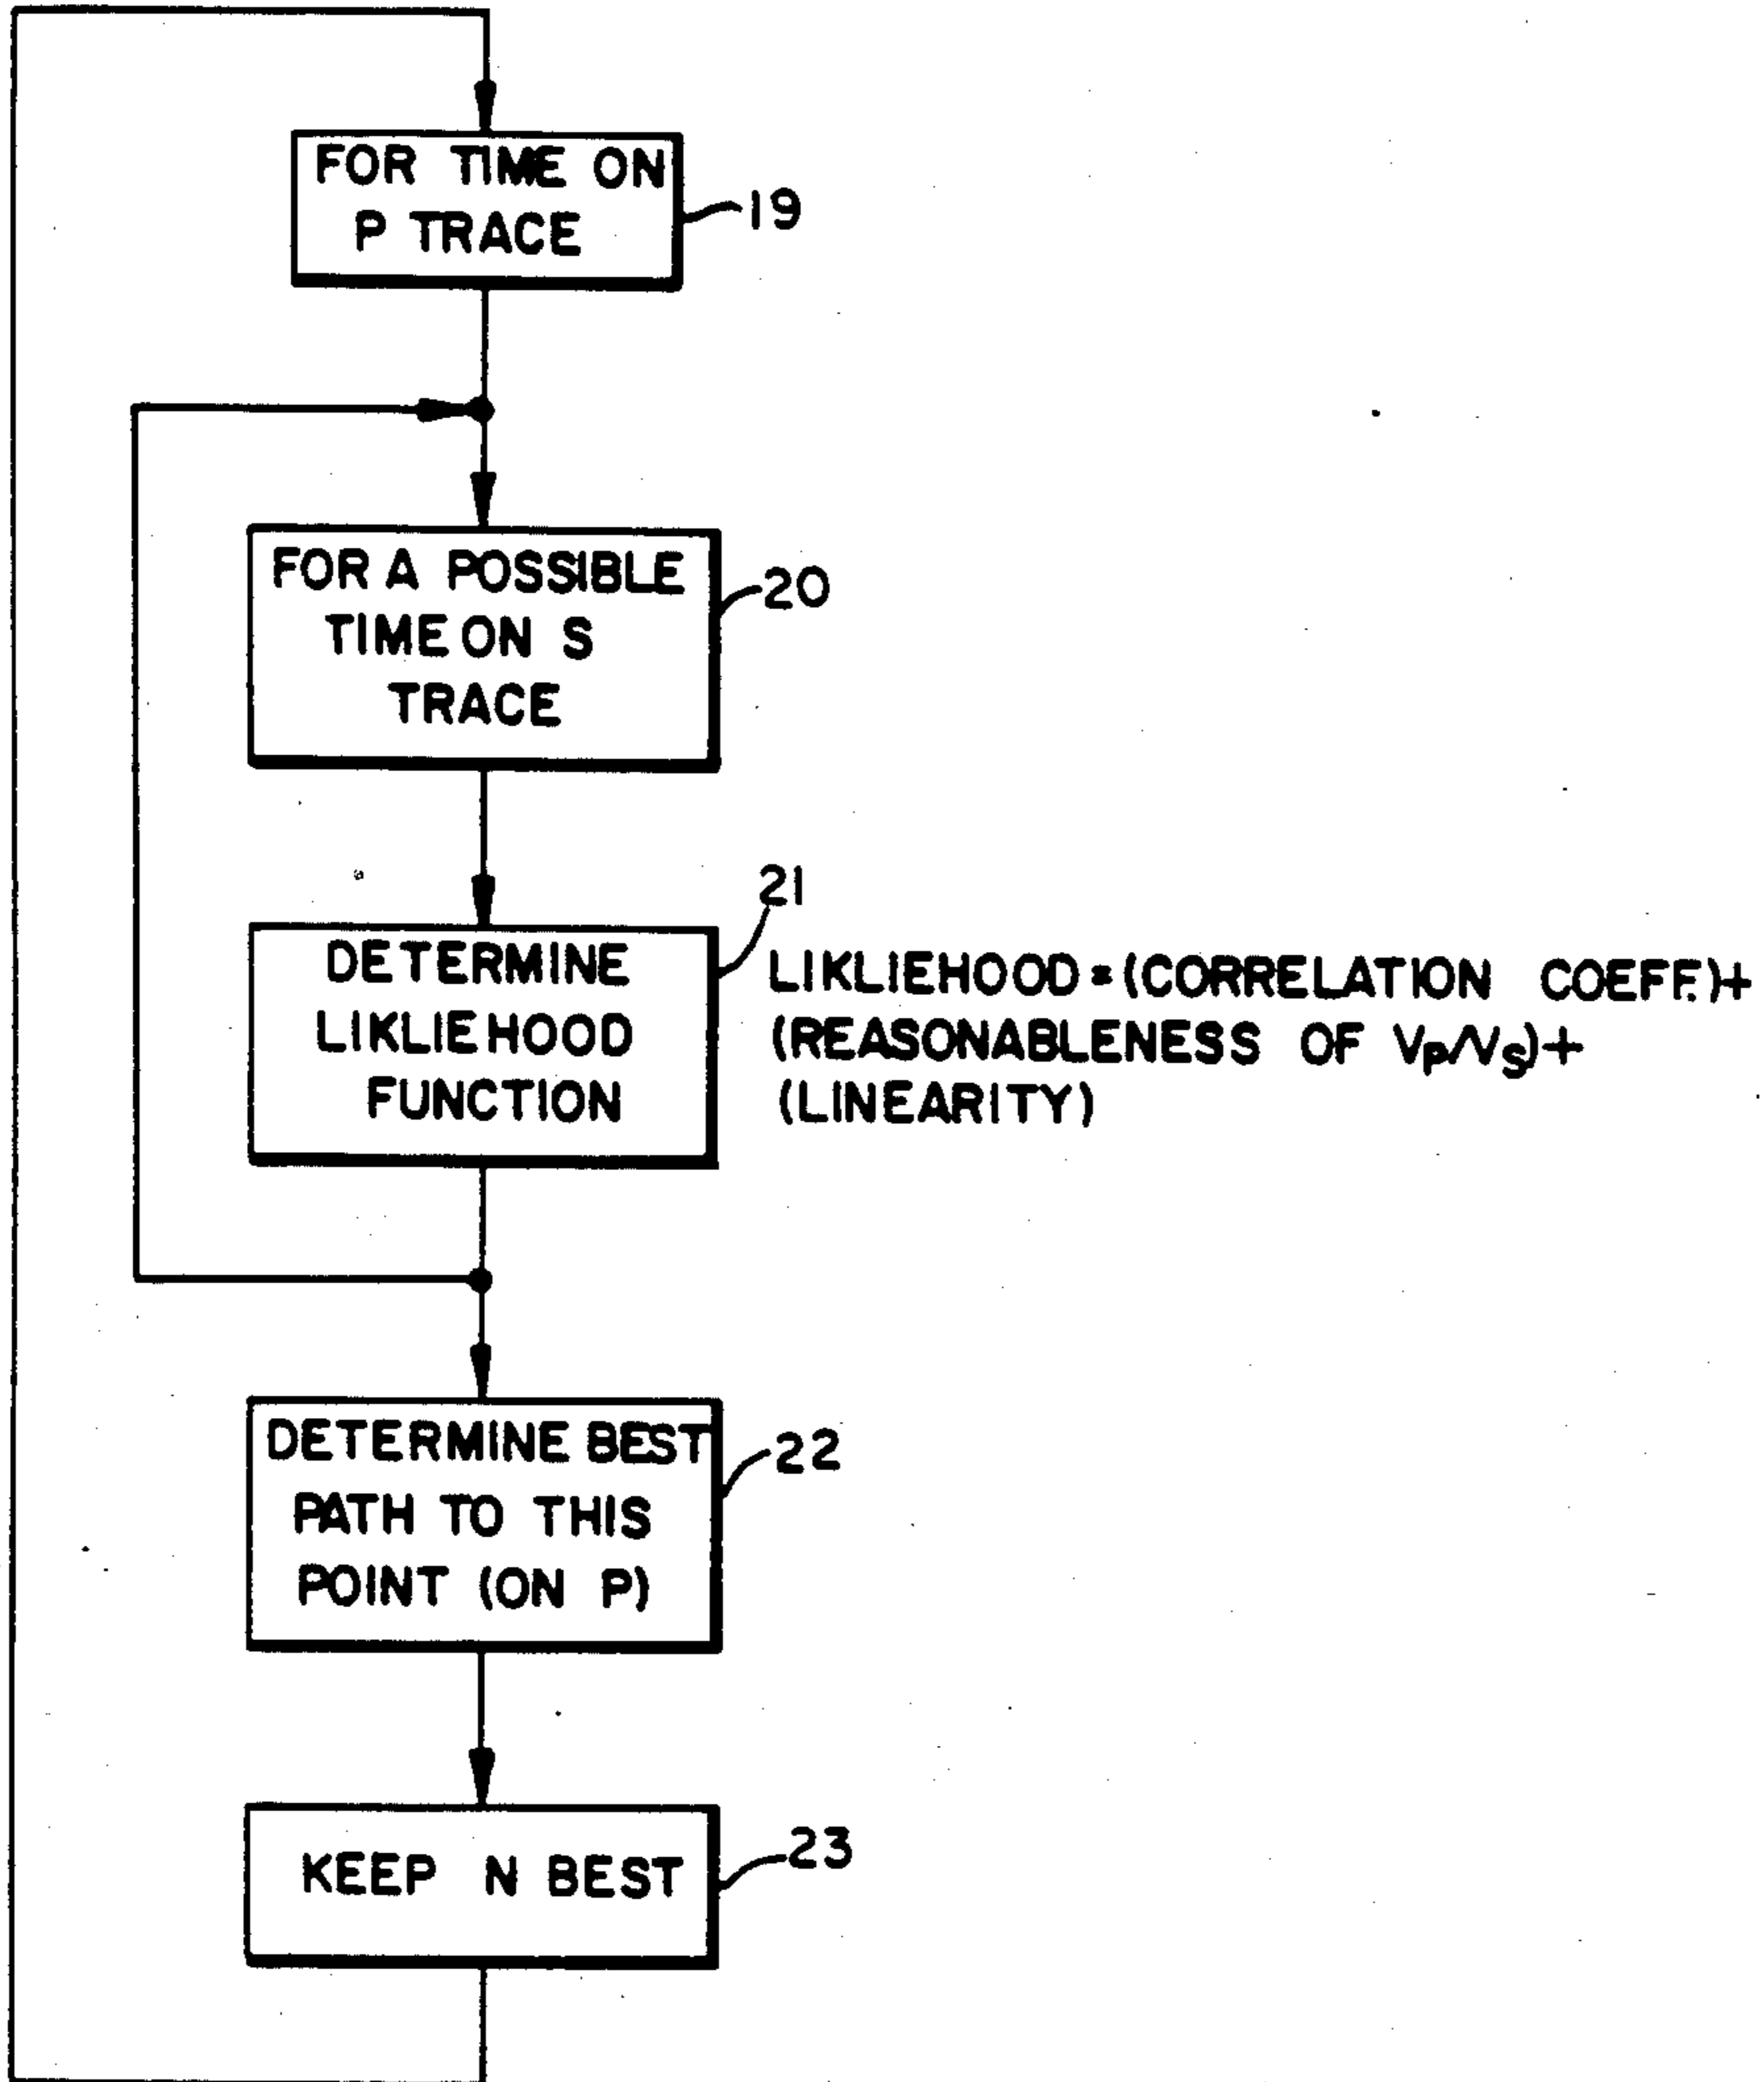 FOR TIME ON
P TRACE
19
FOR A POSSIBLE
TIME ON S
TRACE
20
21
DETERMINE
LIKLIEHOOD
FUNCTION
LIKLIEHOOD = (CORRELATION COEFF.) +
(REASONABLENESS OF Vp/Vs) +
(LINEARITY)
DETERMINE BEST
PATH TO THIS
POINT (ON P)
22
KEEP N BEST
23